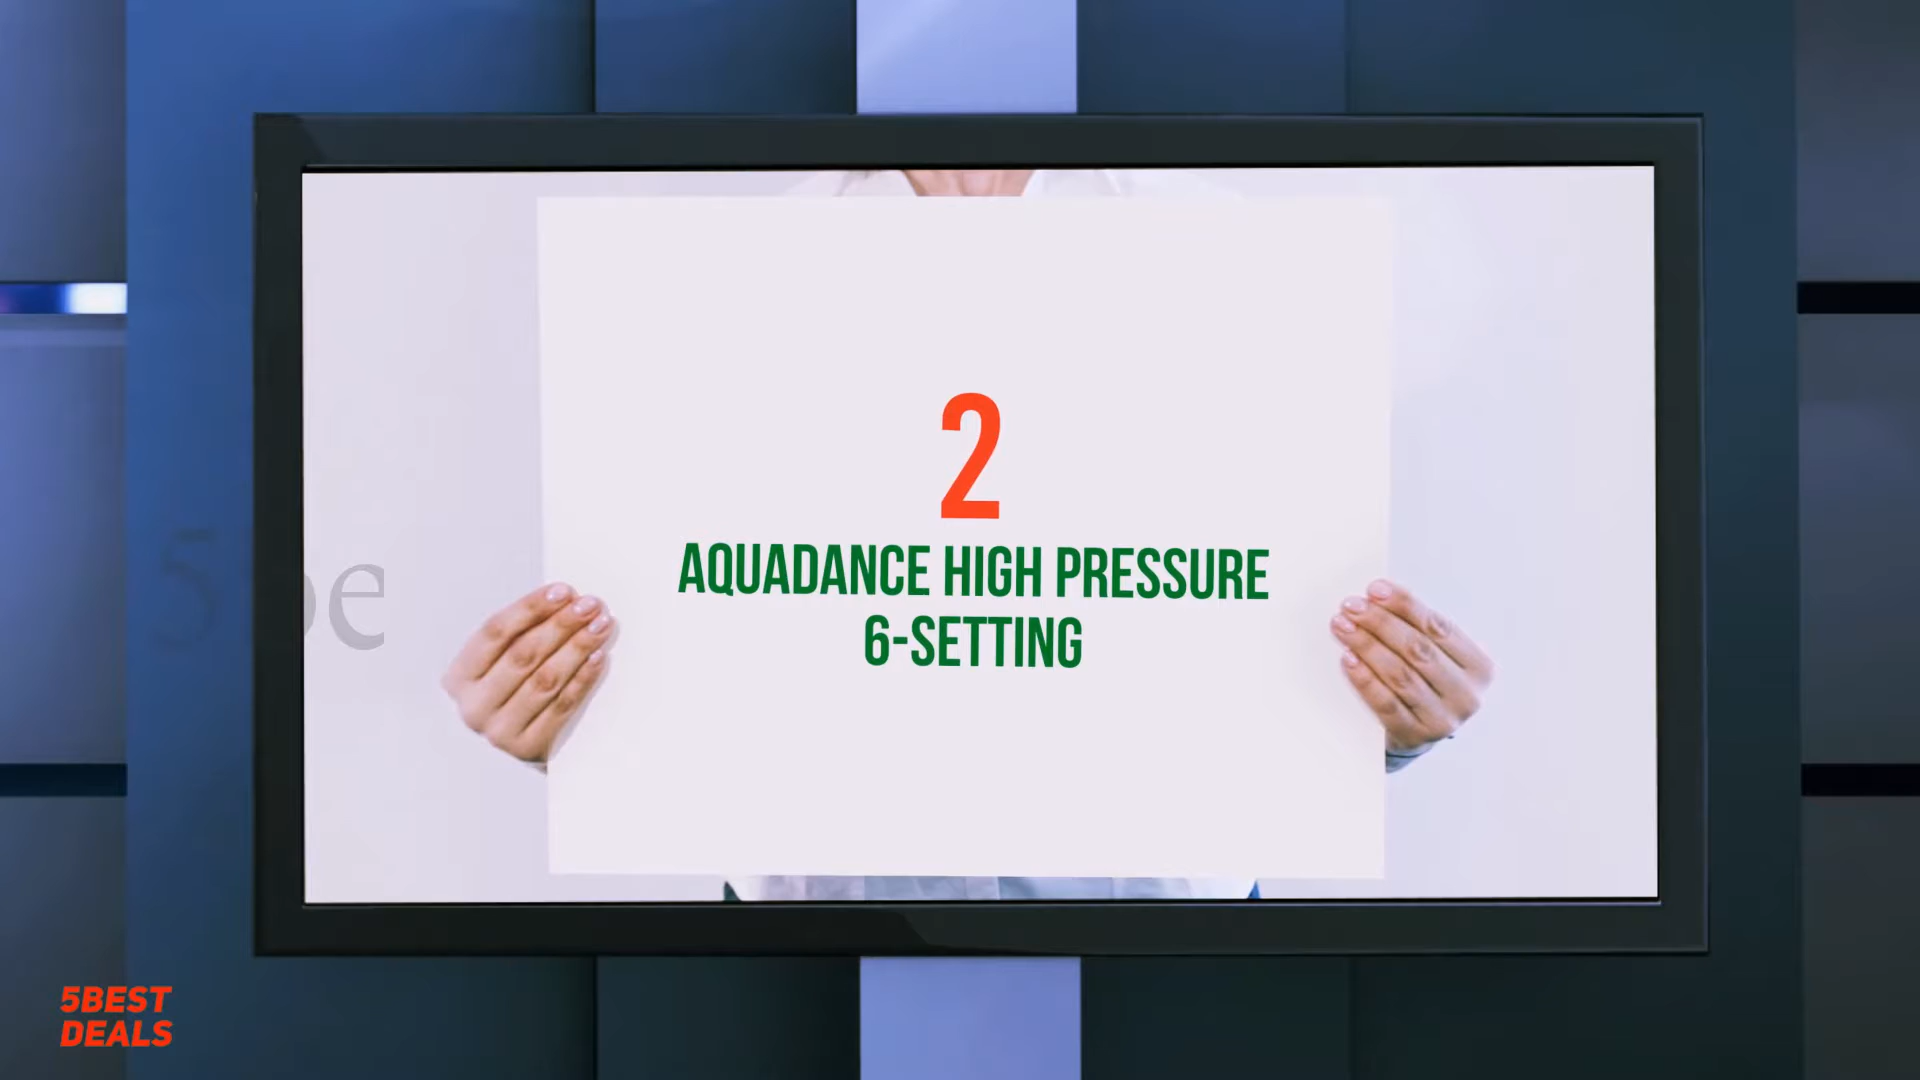 2
AQUADANCE HIGH PRESSURE
6-SETTING
5BEST
DEALS